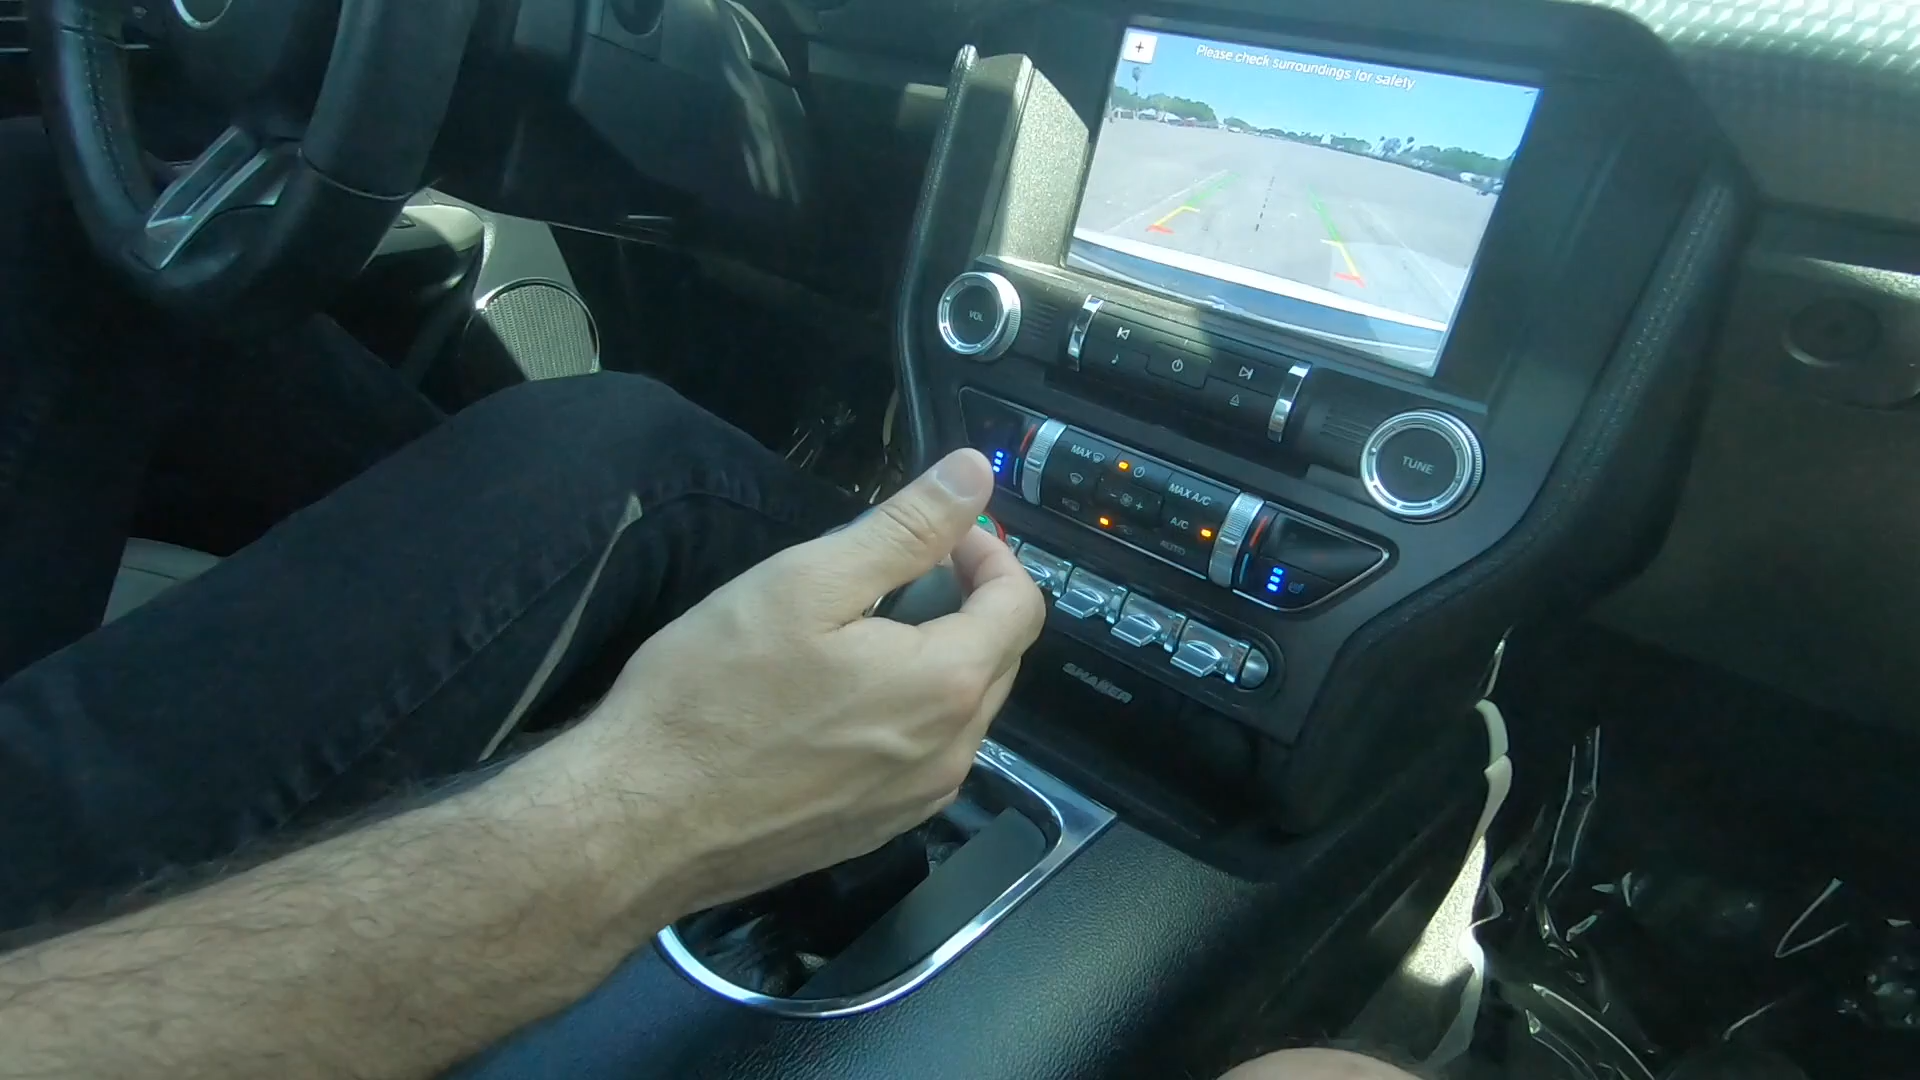 +
Please check surroundings for safety
VOL
TUNE
MAX
MAX A/C
- +
A/C
AUTO
SHAKER